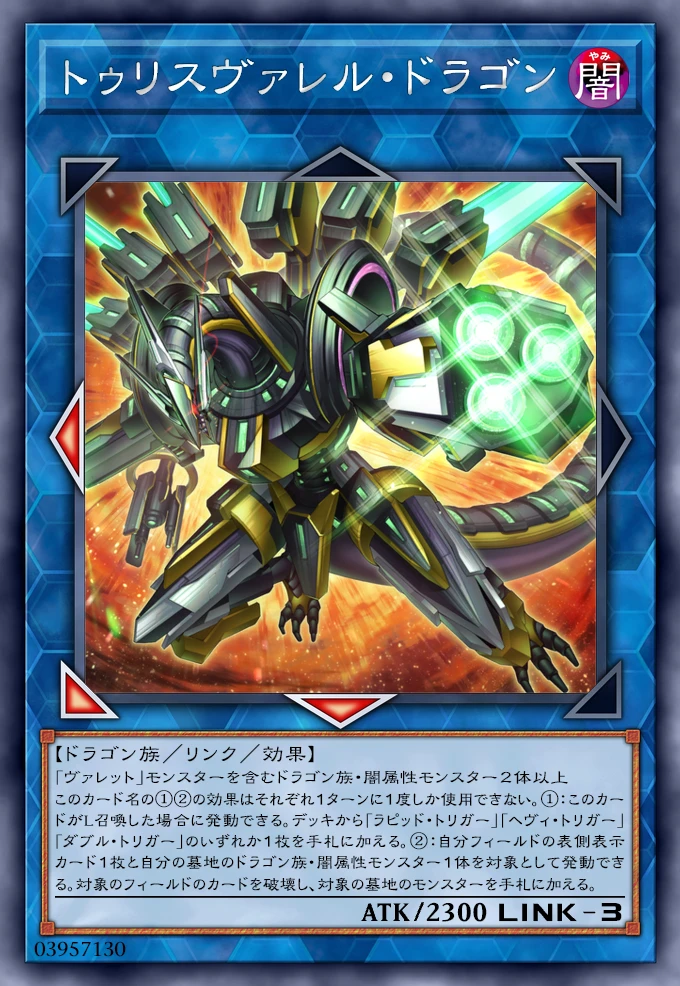 トゥリスヴァレル・ドラゴン
やみ
闇
【ドラゴン族／リンク／効果】
「ヴァレット」モンスターを含むドラゴン族・闇属性モンスター２体以上
このカード名の①②の効果はそれぞれ１ターンに１度しか使用できない。①：このカー
ドがL召喚した場合に発動できる。デッキから「ラピッド・トリガー」「ヘヴィ・トリガー」
「ダブル・トリガー」のいずれか１枚を手札に加える。②：自分フィールドの表側表示
カード１枚と自分の墓地のドラゴン族・闇属性モンスター１体を対象として発動でき
る。対象のフィールドのカードを破壊し、対象の墓地のモンスターを手札に加える。
ATK/2300 LINK-3
03957130